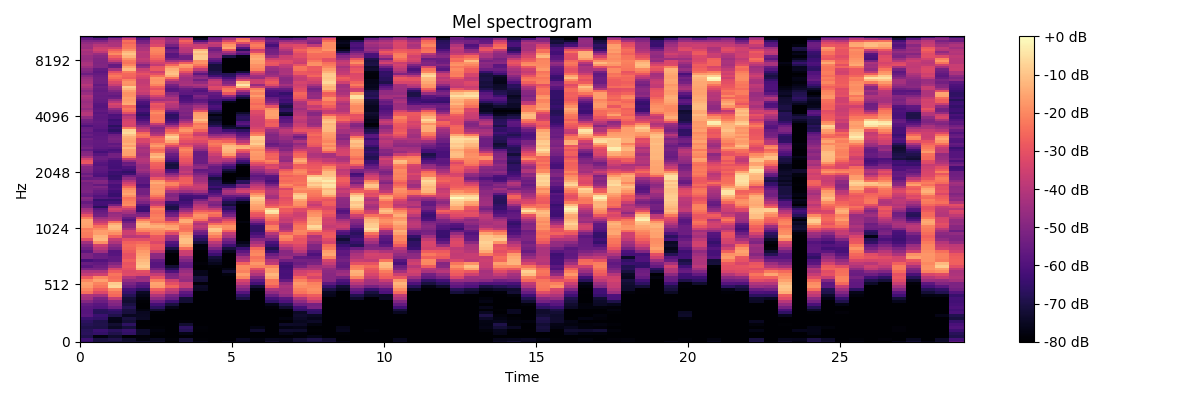 Mel spectrogram
Hz
8192
4096
2048
1024
512
0
0 5 10 15 20 25
Time
+0 dB
-10 dB
-20 dB
-30 dB
-40 dB
-50 dB
-60 dB
-70 dB
-80 dB